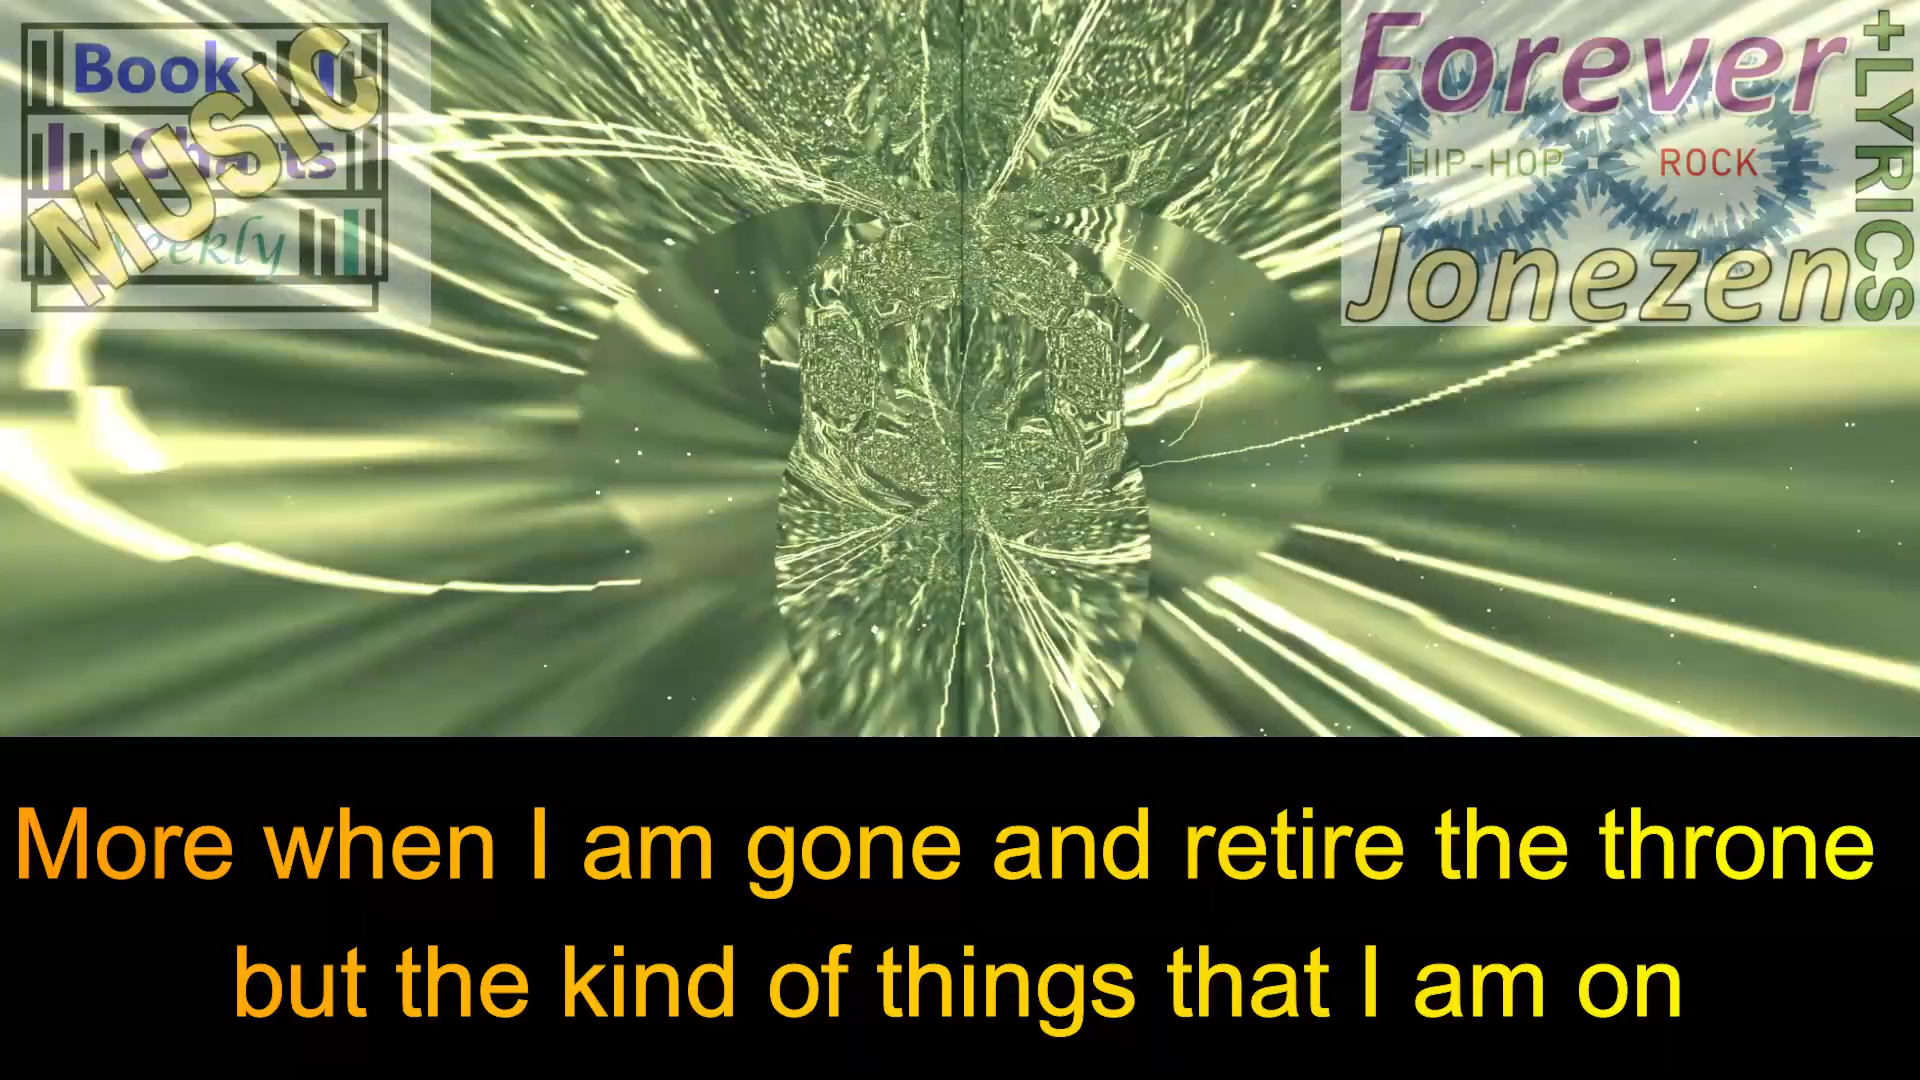 Book
Charts
Weekly
MUSIC
Forever
HIP-HOP ROCK
Jonezen
+LYRICS
More when I am gone and retire the throne
but the kind of things that I am on